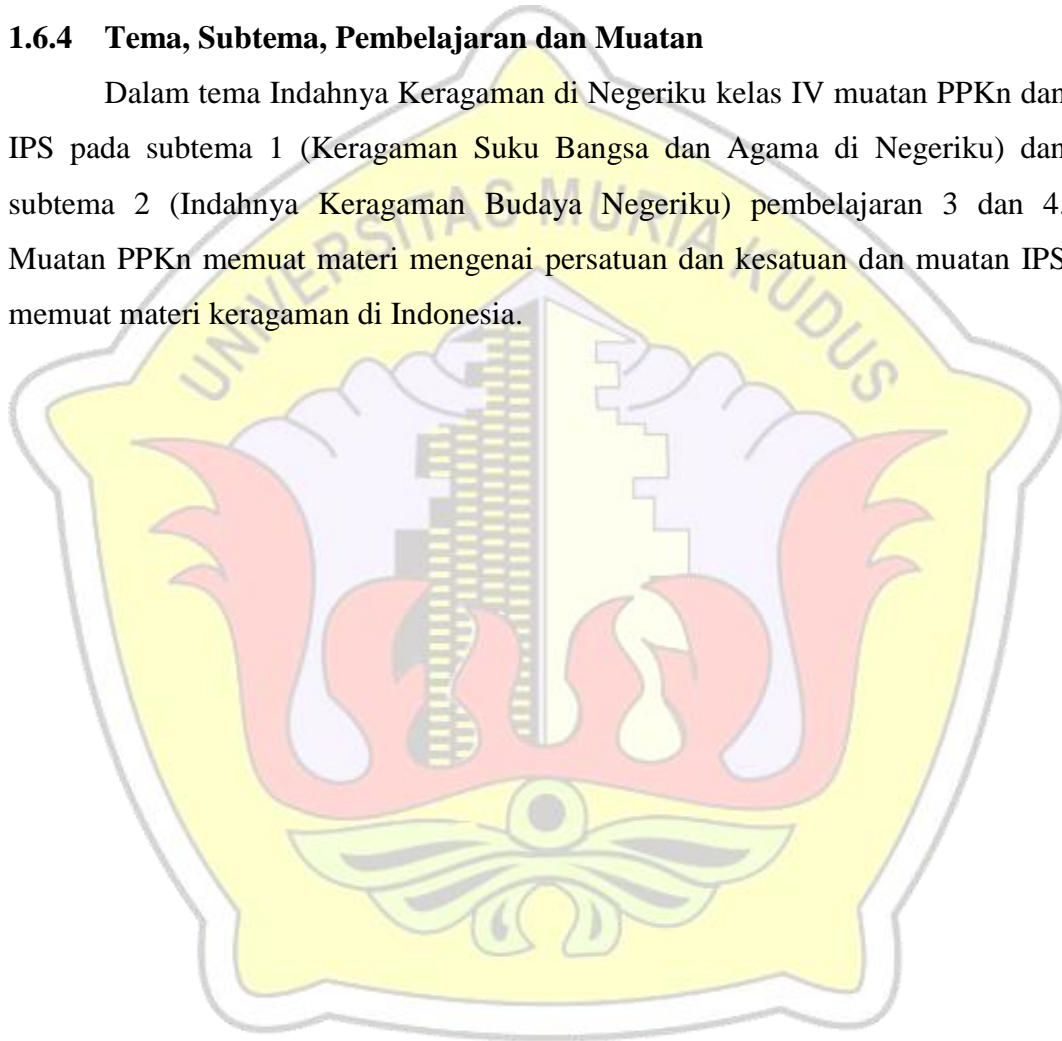 1.6.4 Tema, Subtema, Pembelajaran dan Muatan
Dalam tema Indahnya Keragaman di Negeriku kelas IV muatan PPKn dan
IPS pada subtema 1 (Keragaman Suku Bangsa dan Agama di Negeriku) dan
subtema 2 (Indahnya Keragaman Budaya Negeriku) pembelajaran 3 dan 4.
Muatan PPKn memuat materi mengenai persatuan dan kesatuan dan muatan IPS
memuat materi keragaman di Indonesia.
UNIVERSITAS MURIA KUDUS